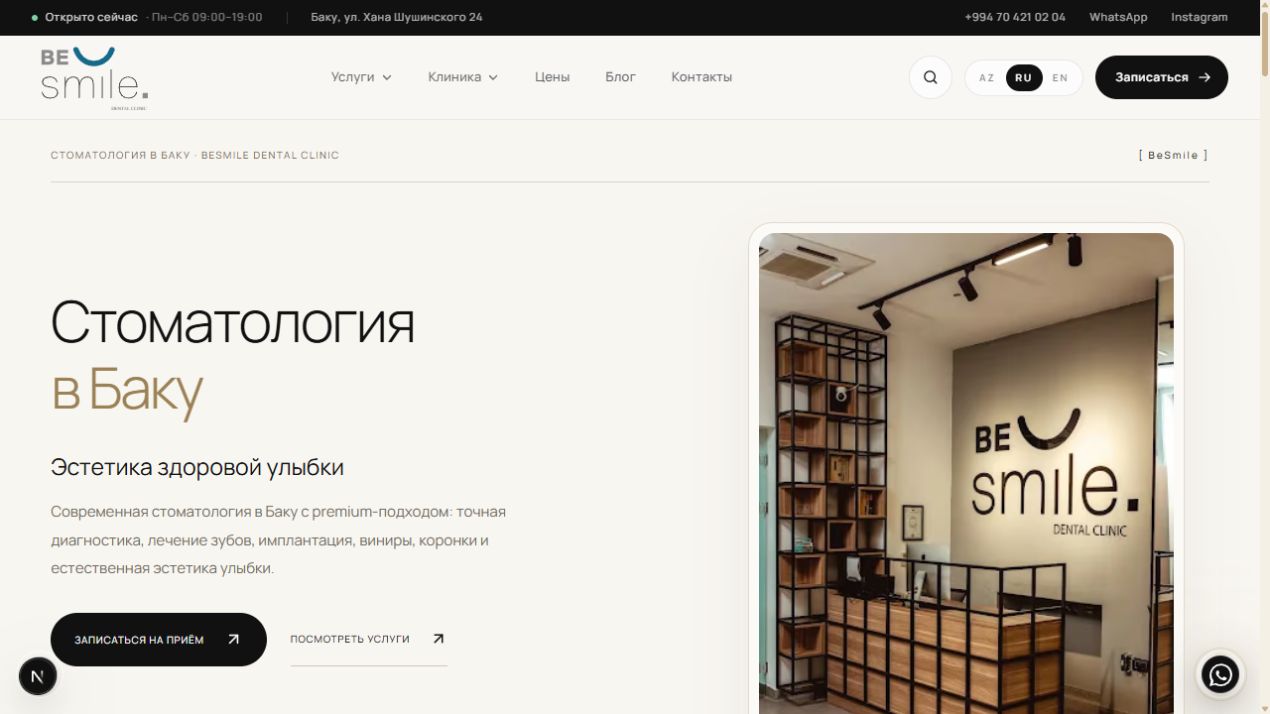 Открыто сейчас · Пн–Сб 09:00–19:00 Баку, ул. Хана Шушинского 24 +994 70 421 02 04 WhatsApp Instagram
BE
smile.
DENTAL CLINIC
Услуги Клиника Цены Блог Контакты AZ RU EN Записаться
СТОМАТОЛОГИЯ В БАКУ · BESMILE DENTAL CLINIC [ BeSmile ]
Стоматология
в Баку
Эстетика здоровой улыбки
Современная стоматология в Баку с premium-подходом: точная
диагностика, лечение зубов, имплантация, виниры, коронки и
естественная эстетика улыбки.
ЗАПИСАТЬСЯ НА ПРИЁМ ПОСМОТРЕТЬ УСЛУГИ
N
BE
smile.
DENTAL CLINIC